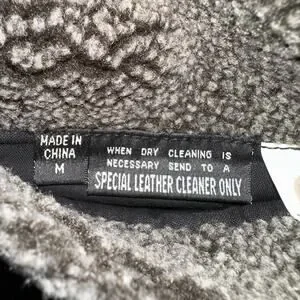 MADE IN
CHINA
M
WHEN DRY CLEANING IS
NECESSARY SEND TO A
SPECIAL LEATHER CLEANER ONLY